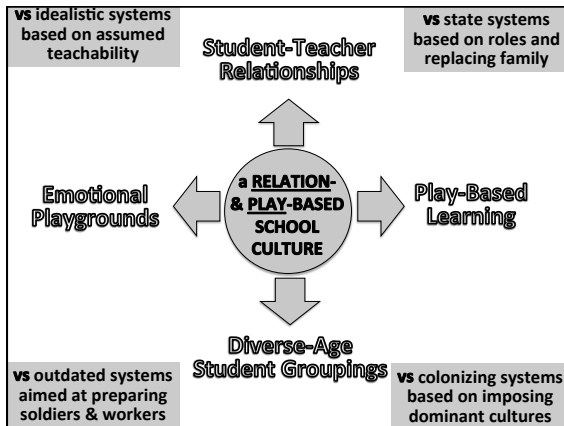 vs idealistic systems
based on assumed
teachability
vs state systems
based on roles and
replacing family
Student-Teacher
Relationships
Emotional
Playgrounds
a RELATION-
& PLAY-BASED
SCHOOL
CULTURE
Play-Based
Learning
Diverse-Age
Student Groupings
vs outdated systems
aimed at preparing
soldiers & workers
vs colonizing systems
based on imposing
dominant cultures